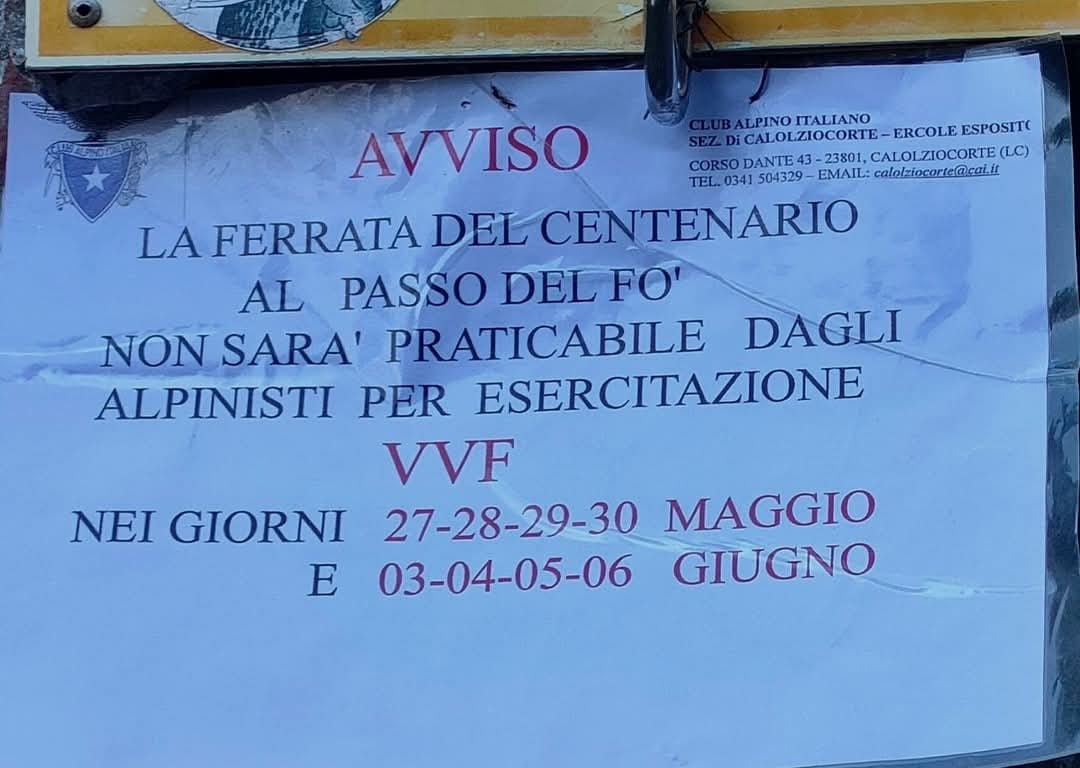 AVVISO
CLUB ALPINO ITALIANO
SEZ. Di CALOLZIOCORTE – ERCOLE ESPOSITO
CORSO DANTE 43 - 23801, CALOLZIOCORTE (LC)
TEL. 0341 504329 – EMAIL: calolziocorte@cai.it
LA FERRATA DEL CENTENARIO
AL PASSO DEL FO'
NON SARA' PRATICABILE DAGLI
ALPINISTI PER ESERCITAZIONE
VVF
NEI GIORNI 27-28-29-30 MAGGIO
E 03-04-05-06 GIUGNO